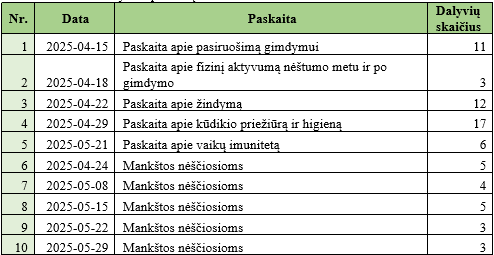 Nr. Data Paskaita Dalyvių skaičius
1 2025-04-15 Paskaita apie pasiruošimą gimdymui 11
2 2025-04-18 Paskaita apie fizinį aktyvumą nėštumo metu ir po gimdymo 3
3 2025-04-22 Paskaita apie žindymą 12
4 2025-04-29 Paskaita apie kūdikio priežiūrą ir higieną 17
5 2025-05-21 Paskaita apie vaikų imunitetą 6
6 2025-04-24 Mankštos nėščiosioms 5
7 2025-05-08 Mankštos nėščiosioms 4
8 2025-05-15 Mankštos nėščiosioms 5
9 2025-05-22 Mankštos nėščiosioms 3
10 2025-05-29 Mankštos nėščiosioms 3